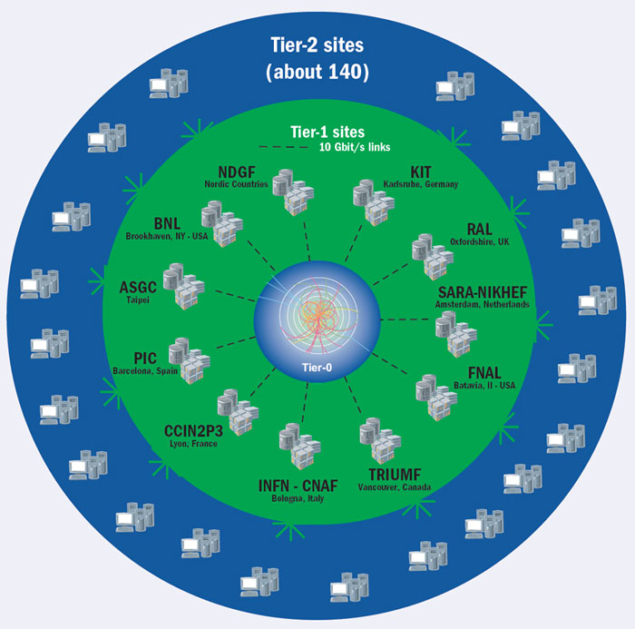 Tier-2 sites
(about 140)
Tier-1 sites
10 Gbit/s links
NDGF
Nordic Countries
KIT
Karlsruhe, Germany
BNL
Brookhaven, NY - USA
RAL
Oxfordshire, UK
ASGC
Taipei
SARA-NIKHEF
Amsterdam, Netherlands
PIC
Barcelona, Spain
Tier-0
FNAL
Batavia, Il - USA
CCIN2P3
Lyon, France
INFN - CNAF
Bologna, Italy
TRIUMF
Vancouver, Canada